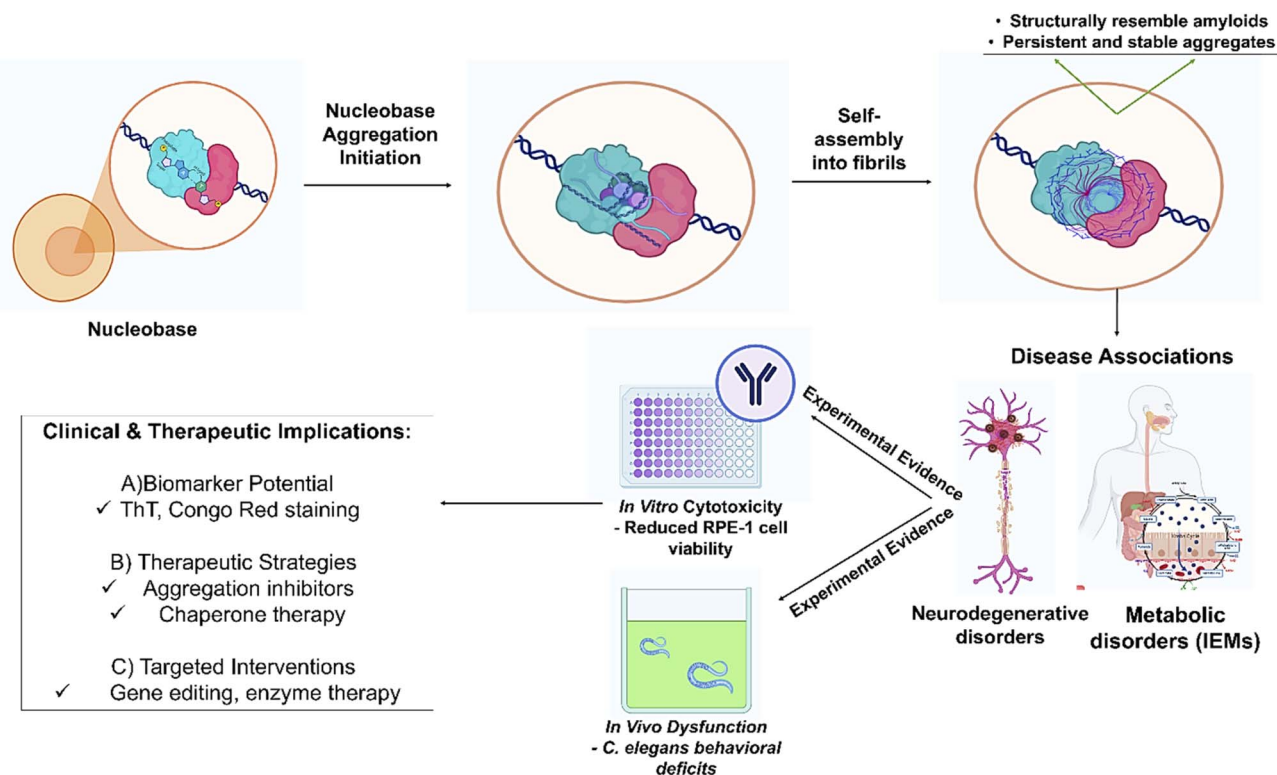 • Structurally resemble amyloids
• Persistent and stable aggregates
Nucleobase
Aggregation
Initiation
Self-
assembly
into fibrils
Nucleobase
Disease Associations
Experimental Evidence
Experimental Evidence
In Vitro Cytotoxicity
- Reduced RPE-1 cell
viability
In Vivo Dysfunction
- C. elegans behavioral
deficits
Neurodegenerative
disorders
Metabolic
disorders (IEMs)
Clinical & Therapeutic Implications:
A)Biomarker Potential
✓ ThT, Congo Red staining
B) Therapeutic Strategies
✓ Aggregation inhibitors
✓ Chaperone therapy
C) Targeted Interventions
✓ Gene editing, enzyme therapy